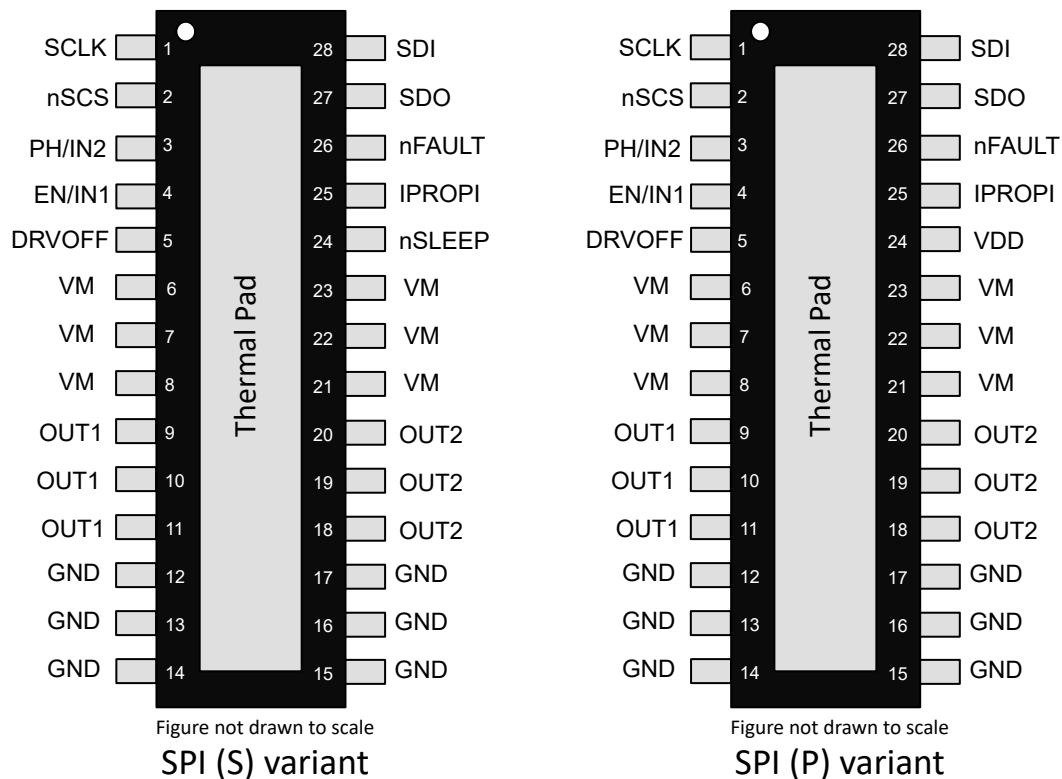 SCLK 1 28 SDI
nSCS 2 27 SDO
PH/IN2 3 26 nFAULT
EN/IN1 4 25 IPROPI
DRVOFF 5 24 nSLEEP
VM 6 23 VM
VM 7 22 VM
VM 8 21 VM
OUT1 9 20 OUT2
OUT1 10 19 OUT2
OUT1 11 18 OUT2
GND 12 17 GND
GND 13 16 GND
GND 14 15 GND
Thermal Pad
Figure not drawn to scale
SPI (S) variant
SCLK 1 28 SDI
nSCS 2 27 SDO
PH/IN2 3 26 nFAULT
EN/IN1 4 25 IPROPI
DRVOFF 5 24 VDD
VM 6 23 VM
VM 7 22 VM
VM 8 21 VM
OUT1 9 20 OUT2
OUT1 10 19 OUT2
OUT1 11 18 OUT2
GND 12 17 GND
GND 13 16 GND
GND 14 15 GND
Thermal Pad
Figure not drawn to scale
SPI (P) variant